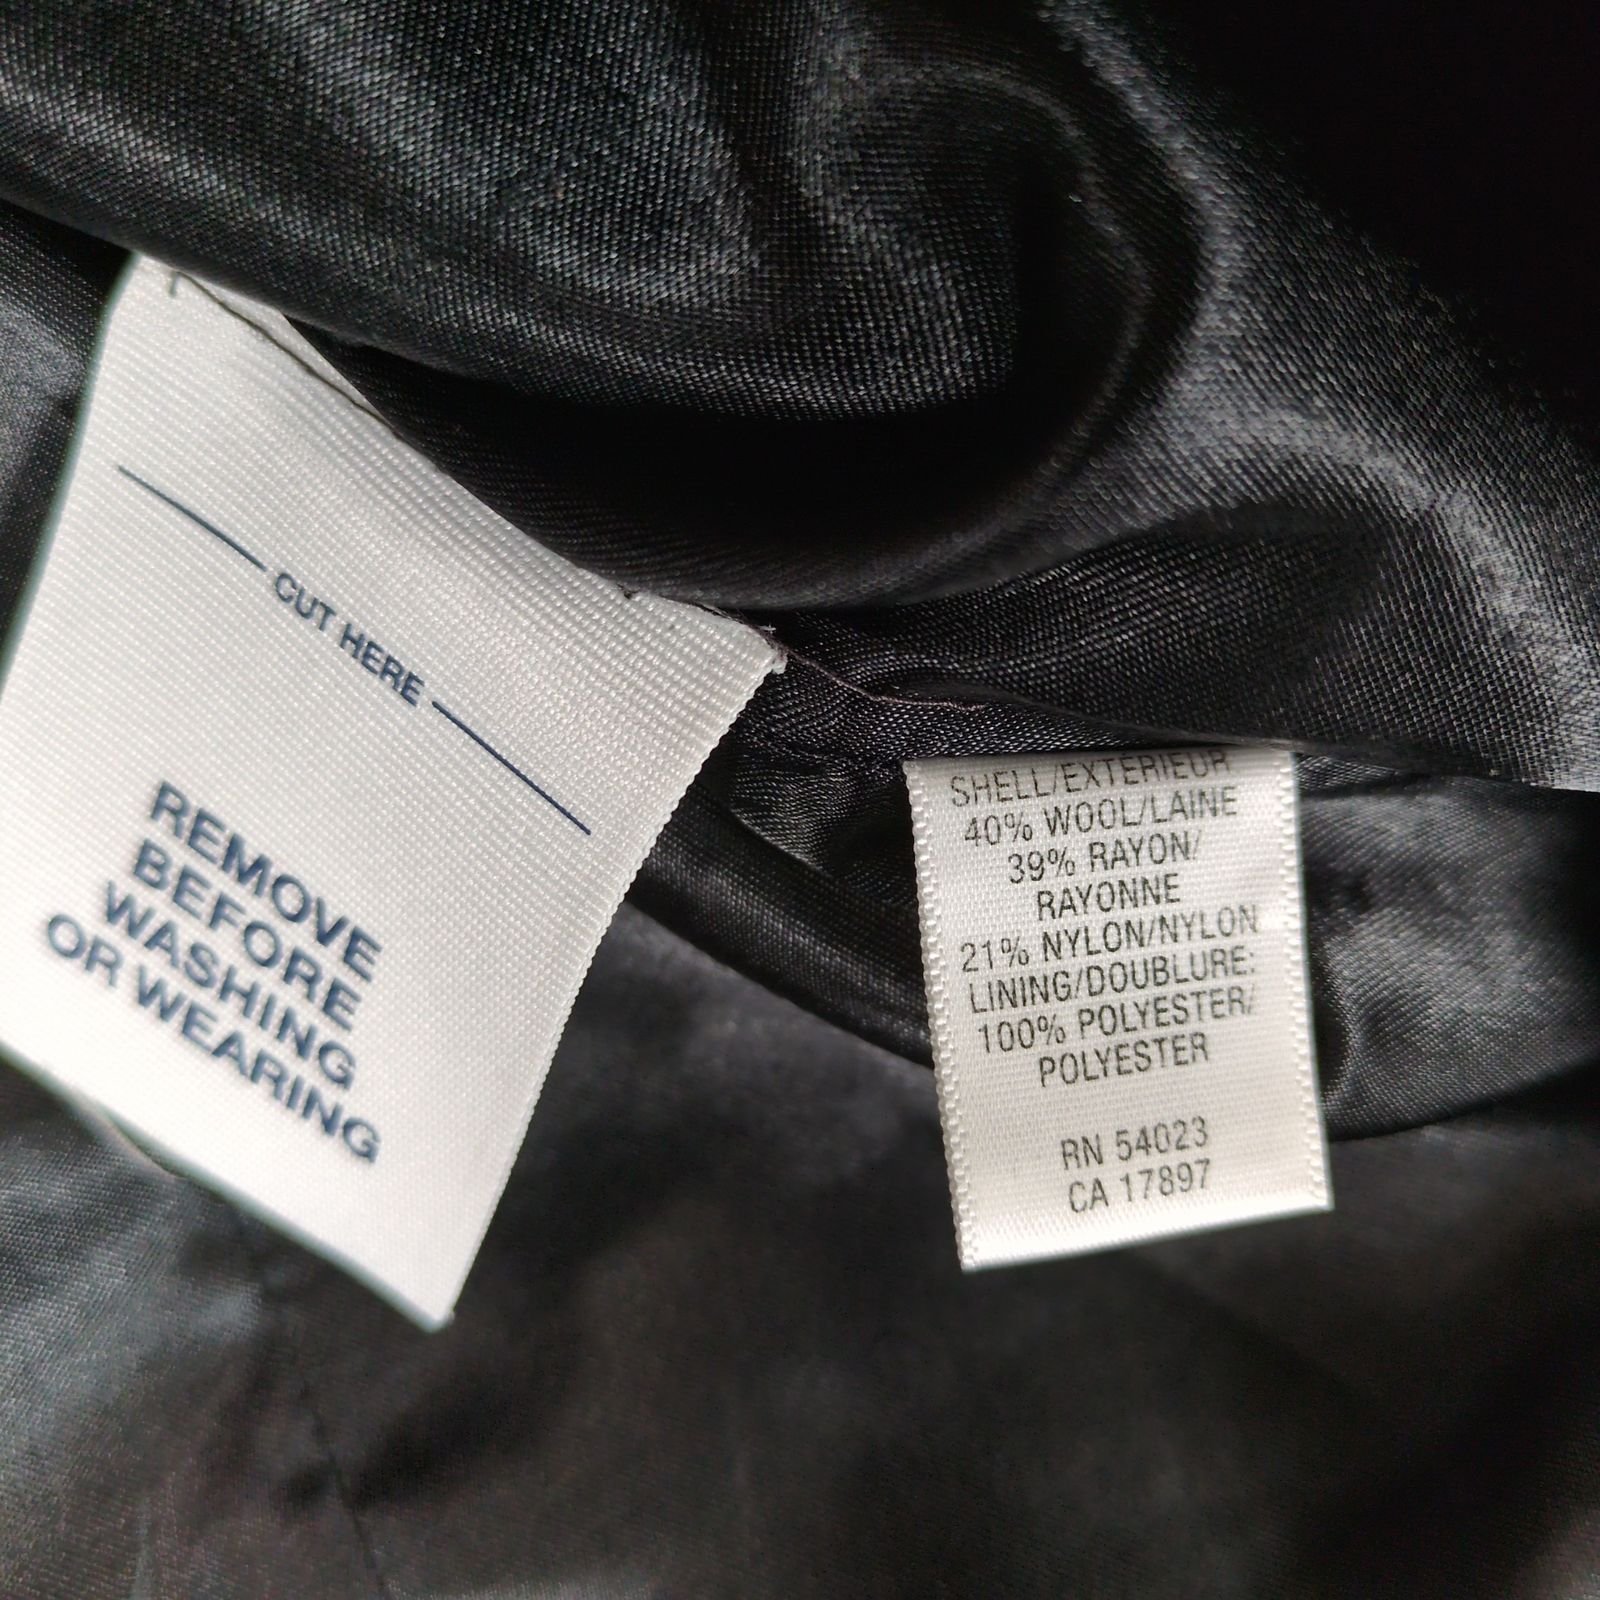 CUT HERE
REMOVE
BEFORE
WASHING
OR WEARING
SHELL/EXTERIEUR
40% WOOL/LAINE
39% RAYON/
RAYONNE
21% NYLON/NYLON
LINING/DOUBLURE:
100% POLYESTER/
POLYESTER
RN 54023
CA 17897